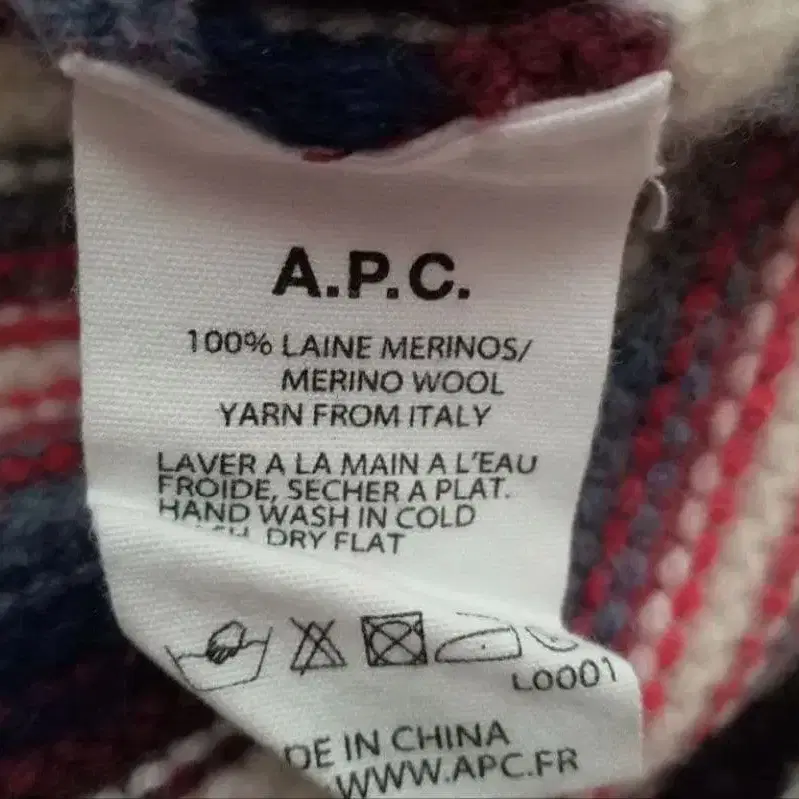 A.P.C.
100% LAINE MERINOS/
MERINO WOOL
YARN FROM ITALY
LAVER A LA MAIN A L'EAU
FROIDE, SECHER A PLAT.
HAND WASH IN COLD
DRY FLAT
L0001
IN CHINA
WWW.APC.FR